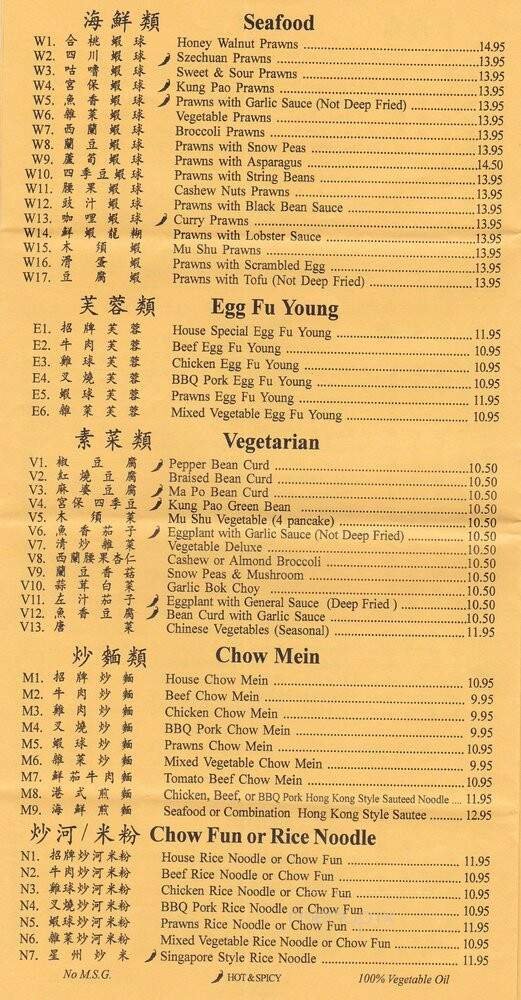 海鮮類 Seafood
W1. 合桃蝦球 Honey Walnut Prawns 14.95
W2. 四川蝦球 Szechuan Prawns 13.95
W3. 咕嚕蝦球 Sweet & Sour Prawns 13.95
W4. 宮保蝦球 Kung Pao Prawns 13.95
W5. 魚香蝦球 Prawns with Garlic Sauce (Not Deep Fried) 13.95
W6. 雜菜蝦球 Vegetable Prawns 13.95
W7. 西蘭蝦球 Broccoli Prawns 13.95
W8. 蘭豆蝦球 Prawns with Snow Peas 13.95
W9. 蘆筍蝦球 Prawns with Asparagus 14.50
W10. 四季豆蝦球 Prawns with String Beans 13.95
W11. 腰果蝦球 Cashew Nuts Prawns 13.95
W12. 豉汁蝦球 Prawns with Black Bean Sauce 13.95
W13. 咖哩蝦球 Curry Prawns 13.95
W14. 鮮蝦龍糊 Prawns with Lobster Sauce 13.95
W15. 木須蝦 Mu Shu Prawns 13.95
W16. 滑蛋蝦 Prawns with Scrambled Egg 13.95
W17. 豆腐蝦 Prawns with Tofu (Not Deep Fried) 13.95
芙蓉類 Egg Fu Young
E1. 招牌芙蓉 House Special Egg Fu Young 11.95
E2. 牛肉芙蓉 Beef Egg Fu Young 10.95
E3. 雞球芙蓉 Chicken Egg Fu Young 10.95
E4. 叉燒芙蓉 BBQ Pork Egg Fu Young 10.95
E5. 蝦球芙蓉 Prawns Egg Fu Young 11.95
E6. 雜菜芙蓉 Mixed Vegetable Egg Fu Young 10.95
素菜類 Vegetarian
V1. 椒豆腐 Pepper Bean Curd 10.50
V2. 紅燒豆腐 Braised Bean Curd 10.50
V3. 麻婆豆腐 Ma Po Bean Curd 10.50
V4. 宮保四季豆 Kung Pao Green Bean 10.50
V5. 木須菜 Mu Shu Vegetable (4 pancake) 10.50
V6. 魚香茄子 Eggplant with Garlic Sauce (Not Deep Fried) 10.50
V7. 清炒雜菜 Vegetable Deluxe 10.50
V8. 西蘭腰果杏仁 Cashew or Almond Broccoli 10.50
V9. 蘭豆香菇 Snow Peas & Mushroom 10.50
V10. 蒜茸白菜 Garlic Bok Choy 10.50
V11. 左汁茄子 Eggplant with General Sauce (Deep Fried ) 10.50
V12. 魚香豆腐 Bean Curd with Garlic Sauce 10.50
V13. 唐菜 Chinese Vegetables (Seasonal) 11.95
炒麵類 Chow Mein
M1. 招牌炒麵 House Chow Mein 10.95
M2. 牛肉炒麵 Beef Chow Mein 9.95
M3. 雞肉炒麵 Chicken Chow Mein 9.95
M4. 叉燒炒麵 BBQ Pork Chow Mein 9.95
M5. 蝦球炒麵 Prawns Chow Mein 10.95
M6. 雜菜炒麵 Mixed Vegetable Chow Mein 9.95
M7. 鮮茄牛肉麵 Tomato Beef Chow Mein 10.95
M8. 港式煎麵 Chicken, Beef, or BBQ Pork Hong Kong Style Sauteed Noodle 11.95
M9. 海鮮煎麵 Seafood or Combination Hong Kong Style Sautee 12.95
炒河/米粉 Chow Fun or Rice Noodle
N1. 招牌炒河米粉 House Rice Noodle or Chow Fun 11.95
N2. 牛肉炒河米粉 Beef Rice Noodle or Chow Fun 10.95
N3. 雞球炒河米粉 Chicken Rice Noodle or Chow Fun 10.95
N4. 叉燒炒河米粉 BBQ Pork Rice Noodle or Chow Fun 10.95
N5. 蝦球炒河米粉 Prawns Rice Noodle or Chow Fun 11.95
N6. 雜菜炒河米粉 Mixed Vegetable Rice Noodle or Chow Fun 10.95
N7. 星州炒米 Singapore Style Rice Noodle 11.95
No M.S.G. HOT & SPICY 100% Vegetable Oil